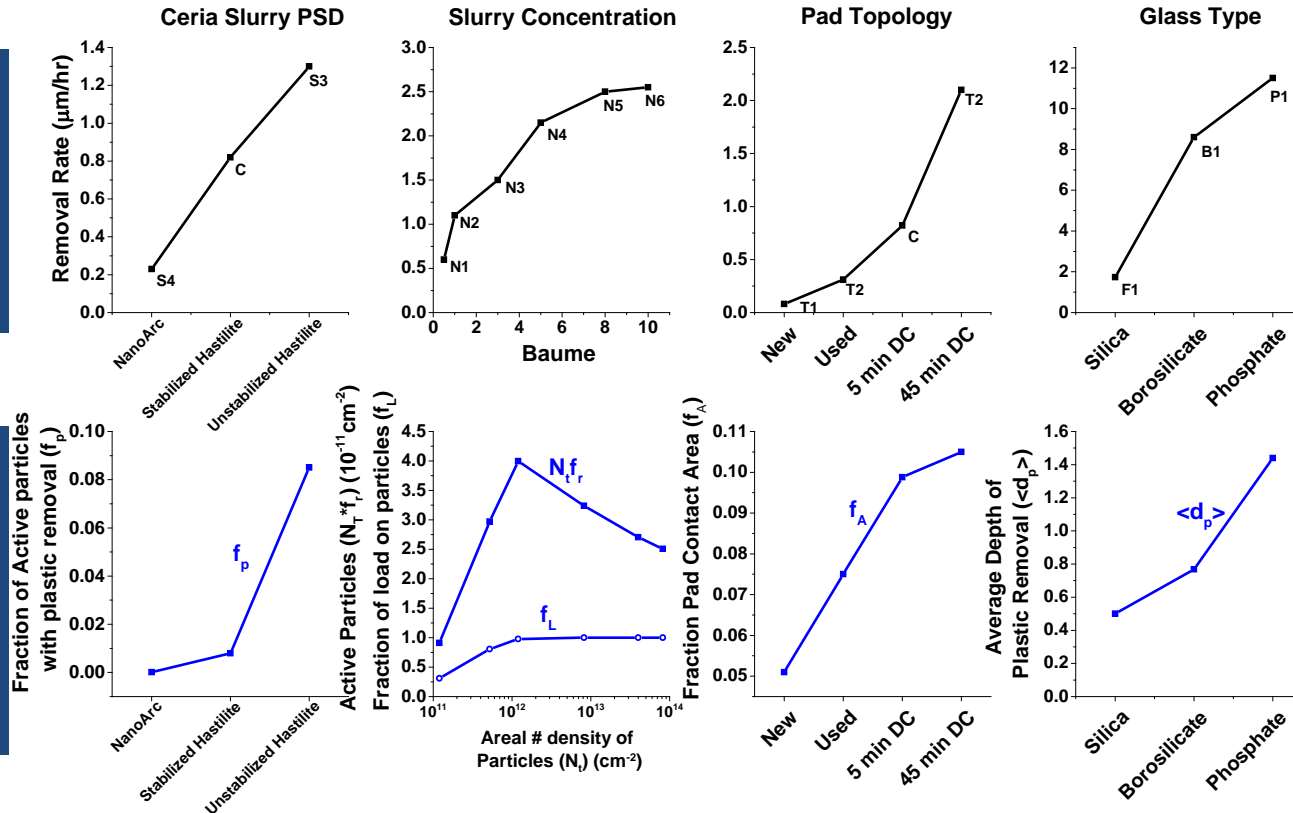 Ceria Slurry PSD
Removal Rate (μm/hr)
1.4
1.2
1.0
0.8
0.6
0.4
0.2
0.0
S4
C
S3
NanoArc
Stabilized Hastilite
Unstabilized Hastilite
Slurry Concentration
3.0
2.5
2.0
1.5
1.0
0.5
0.0
N1
N2
N3
N4
N5
N6
0 2 4 6 8 10
Baume
Pad Topology
2.5
2.0
1.5
1.0
0.5
0.0
T1
T2
C
T2
New
Used
5 min DC
45 min DC
Glass Type
12
10
8
6
4
2
0
F1
B1
P1
Silica
Borosilicate
Phosphate
Fraction of Active particles
with plastic removal (fp)
0.10
0.08
0.06
0.04
0.02
0.00
fp
NanoArc
Stabilized Hastilite
Unstabilized Hastilite
Active Particles (NT*fr) (10-11cm-2)
Fraction of load on particles (fL)
4.5
4.0
3.5
3.0
2.5
2.0
1.5
1.0
0.5
0.0
Ntfr
fL
1011 1012 1013 1014
Areal # density of
Particles (Nt) (cm-2)
Fraction Pad Contact Area (fA)
0.11
0.10
0.09
0.08
0.07
0.06
0.05
fA
New
Used
5 min DC
45 min DC
Average Depth of
Plastic Removal (<dp>)
1.6
1.4
1.2
1.0
0.8
0.6
0.4
0.2
0.0
<dp>
Silica
Borosilicate
Phosphate